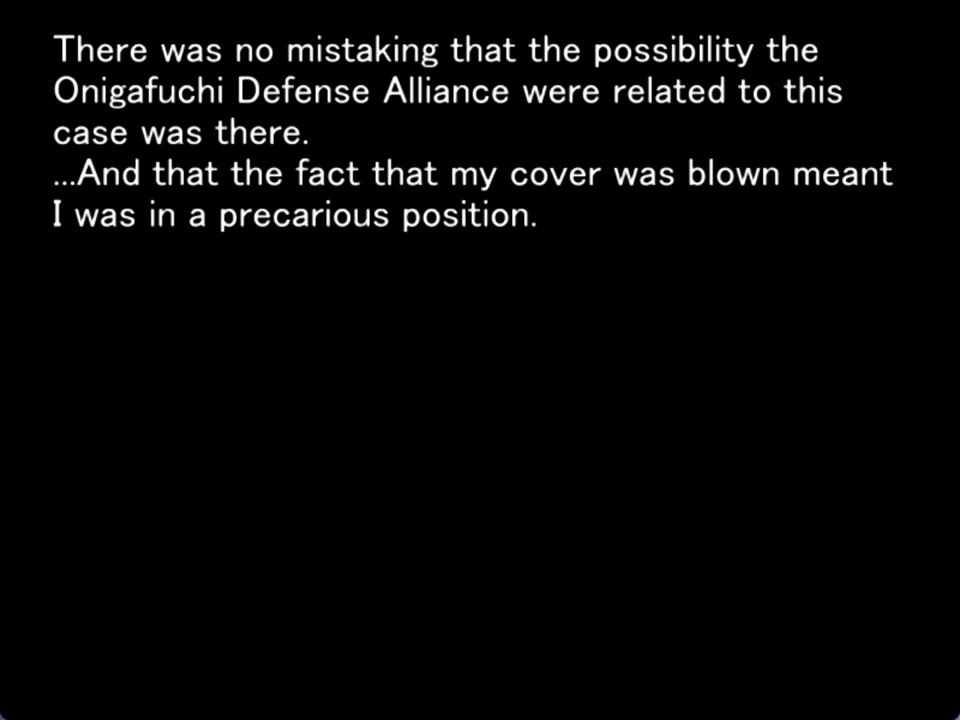 There was no mistaking that the possibility the
Onigafuchi Defense Alliance were related to this
case was there.
...And that the fact that my cover was blown meant
I was in a precarious position.